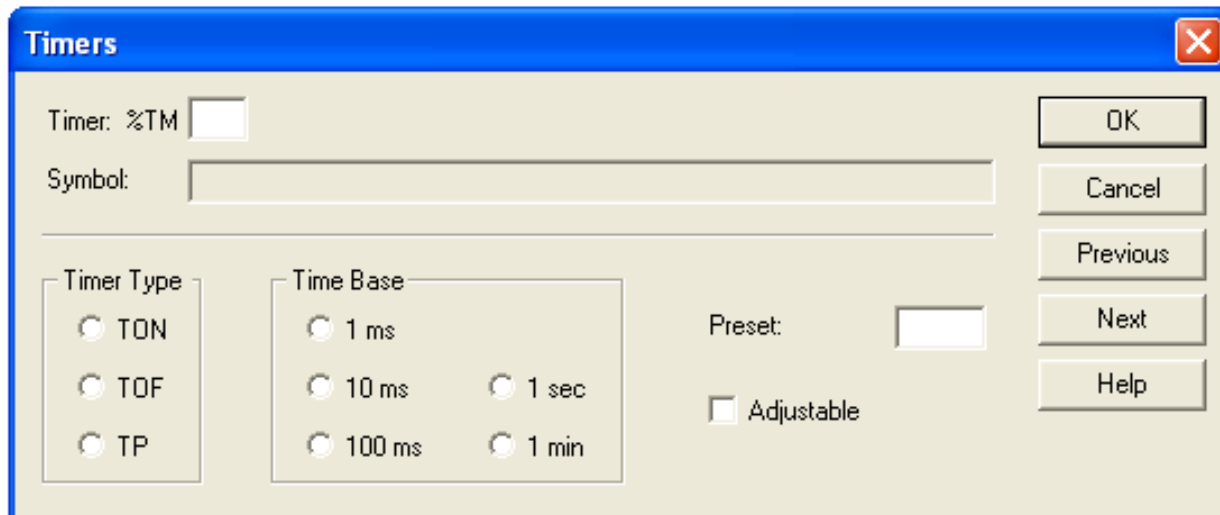 Timers
Timer: %TM
Symbol:
OK
Cancel
Previous
Next
Help
Timer Type
TON
TOF
TP
Time Base
1 ms
10 ms
100 ms
1 sec
1 min
Preset:
Adjustable